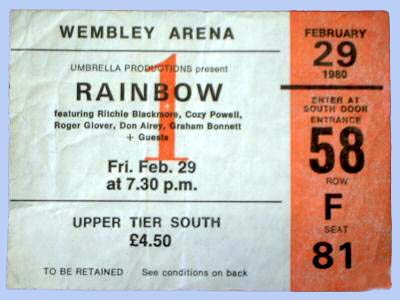 WEMBLEY ARENA
UMBRELLA PRODUCTIONS present
1
RAINBOW
featuring Ritchie Blackmore, Cozy Powell,
Roger Glover, Don Airey, Graham Bonnett
+ Guests
Fri. Feb. 29
at 7.30 p.m.
UPPER TIER SOUTH
£4.50
TO BE RETAINED See conditions on back
FEBRUARY
29
1980
ENTER AT
SOUTH DOOR
ENTRANCE
58
ROW
F
SEAT
81